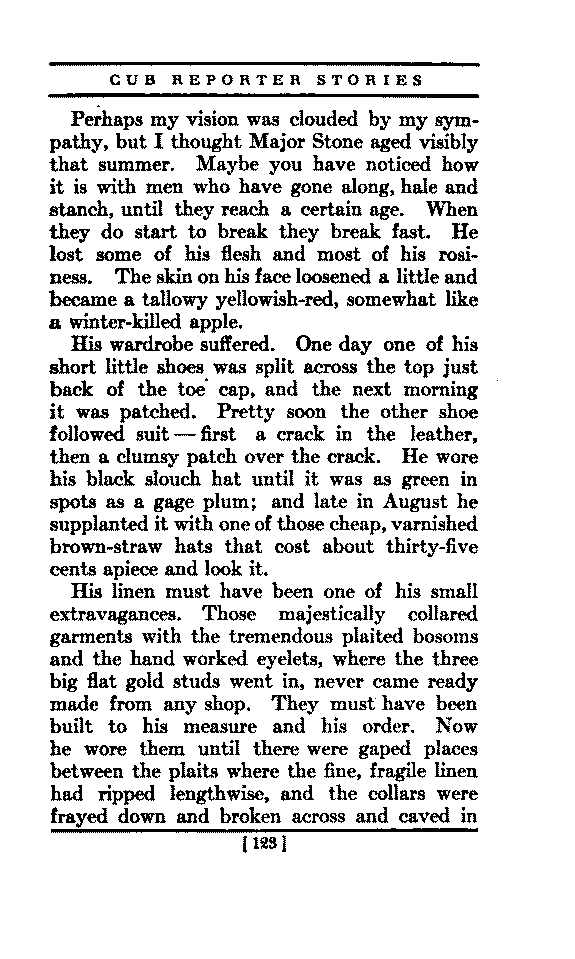 CUB REPORTER STORIES
Perhaps my vision was clouded by my sym-
pathy, but I thought Major Stone aged visibly
that summer. Maybe you have noticed how
it is with men who have gone along, hale and
stanch, until they reach a certain age. When
they do start to break they break fast. He
lost some of his flesh and most of his rosi-
ness. The skin on his face loosened a little and
became a tallowy yellowish-red, somewhat like
a winter-killed apple.
His wardrobe suffered. One day one of his
short little shoes was split across the top just
back of the toe cap, and the next morning
it was patched. Pretty soon the other shoe
followed suit — first a crack in the leather,
then a clumsy patch over the crack. He wore
his black slouch hat until it was as green in
spots as a gage plum; and late in August he
supplanted it with one of those cheap, varnished
brown-straw hats that cost about thirty-five
cents apiece and look it.
His linen must have been one of his small
extravagances. Those majestically collared
garments with the tremendous plaited bosoms
and the hand worked eyelets, where the three
big flat gold studs went in, never came ready
made from any shop. They must have been
built to his measure and his order. Now
he wore them until there were gaped places
between the plaits where the fine, fragile linen
had ripped lengthwise, and the collars were
frayed down and broken across and caved in
[123]